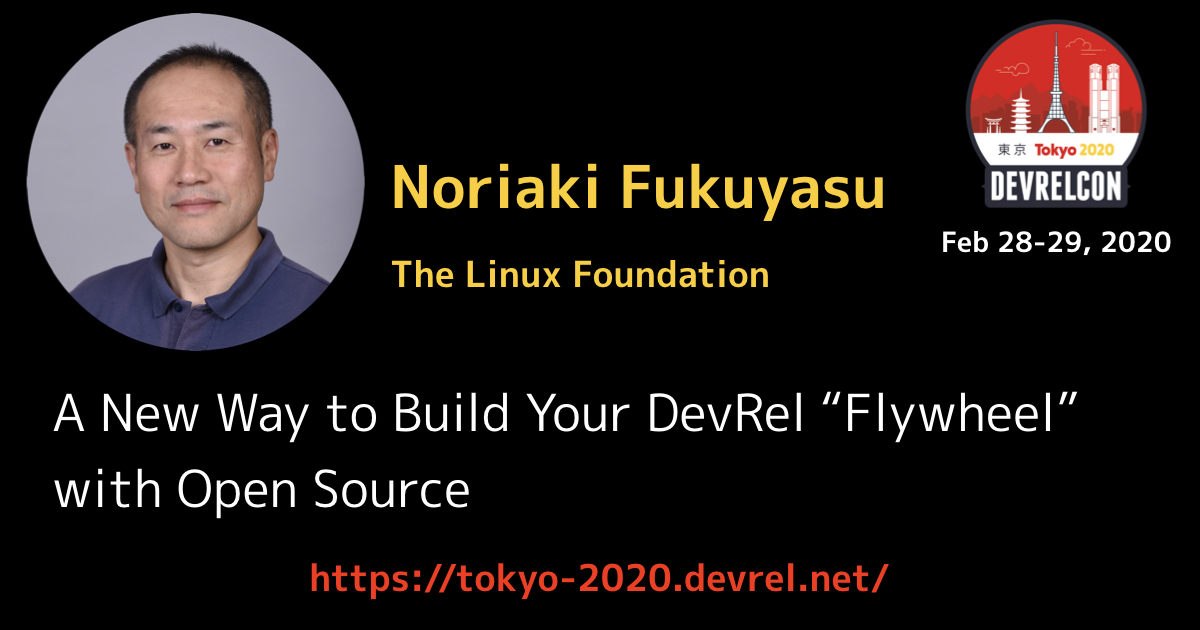 Noriaki Fukuyasu
The Linux Foundation
東京 Tokyo 2020
DEVRELCON
Feb 28-29, 2020
A New Way to Build Your DevRel “Flywheel”
with Open Source
https://tokyo-2020.devrel.net/